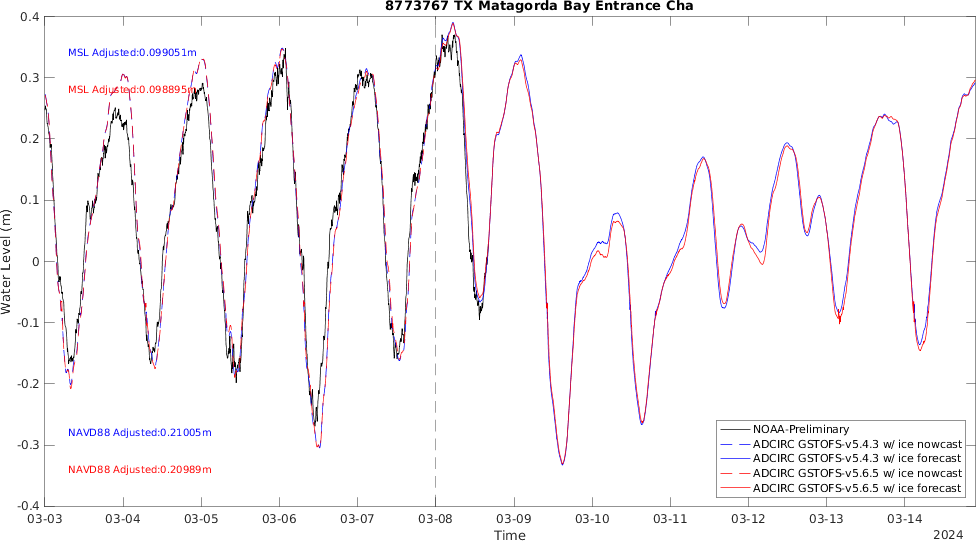 8773767 TX Matagorda Bay Entrance Cha
0.4
0.3
0.2
0.1
0
-0.1
-0.2
-0.3
-0.4
Water Level (m)
MSL Adjusted:0.099051m
MSL Adjusted:0.098895m
NAVD88 Adjusted:0.21005m
NAVD88 Adjusted:0.20989m
NOAA-Preliminary
ADCIRC GSTOFS-v5.4.3 w/ ice nowcast
ADCIRC GSTOFS-v5.4.3 w/ ice forecast
ADCIRC GSTOFS-v5.6.5 w/ ice nowcast
ADCIRC GSTOFS-v5.6.5 w/ ice forecast
03-03 03-04 03-05 03-06 03-07 03-08 03-09 03-10 03-11 03-12 03-13 03-14
Time
2024